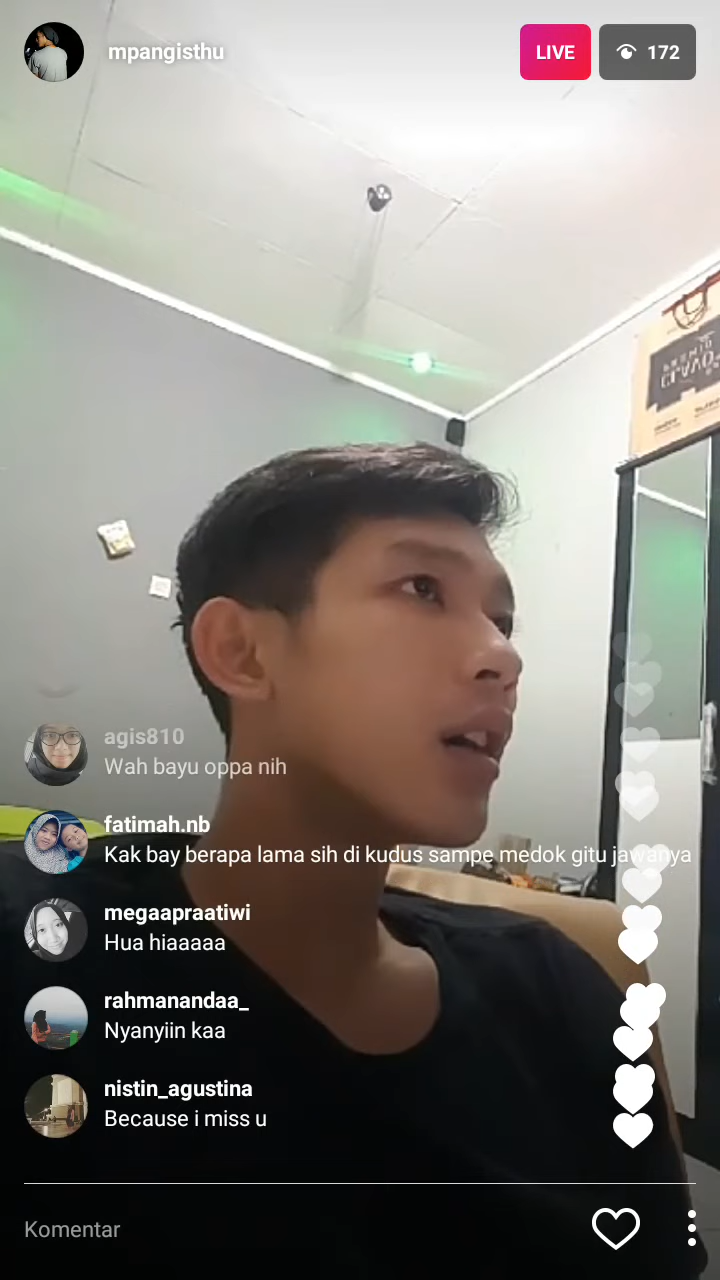 mpangisthu
LIVE
172
agis810
Wah bayu oppa nih
fatimah.nb
Kak bay berapa lama sih di kudus sampe medok gitu jawanya
megaapraatiwi
Hua hiaaaaa
rahmanandaa_
Nyanyiin kaa
nistin_agustina
Because i miss u
Komentar